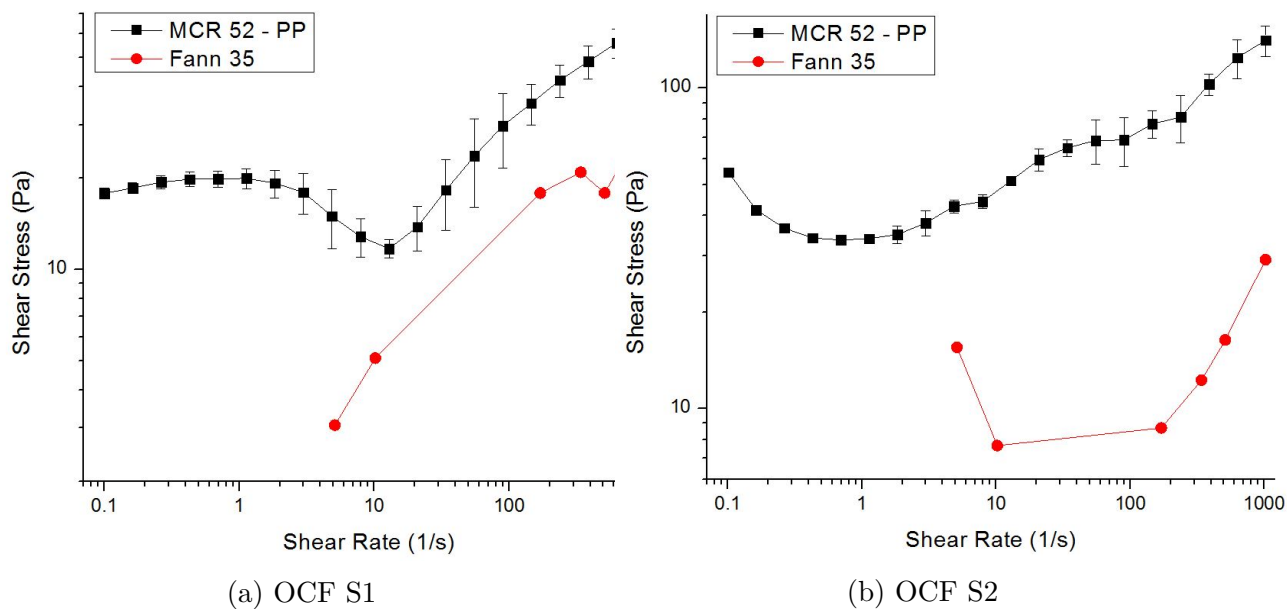 MCR 52 - PP
Fann 35
Shear Stress (Pa)
10
0.1
1
10
100
Shear Rate (1/s)
(a) OCF S1
MCR 52 - PP
Fann 35
Shear Stress (Pa)
100
10
0.1
1
10
100
1000
Shear Rate (1/s)
(b) OCF S2